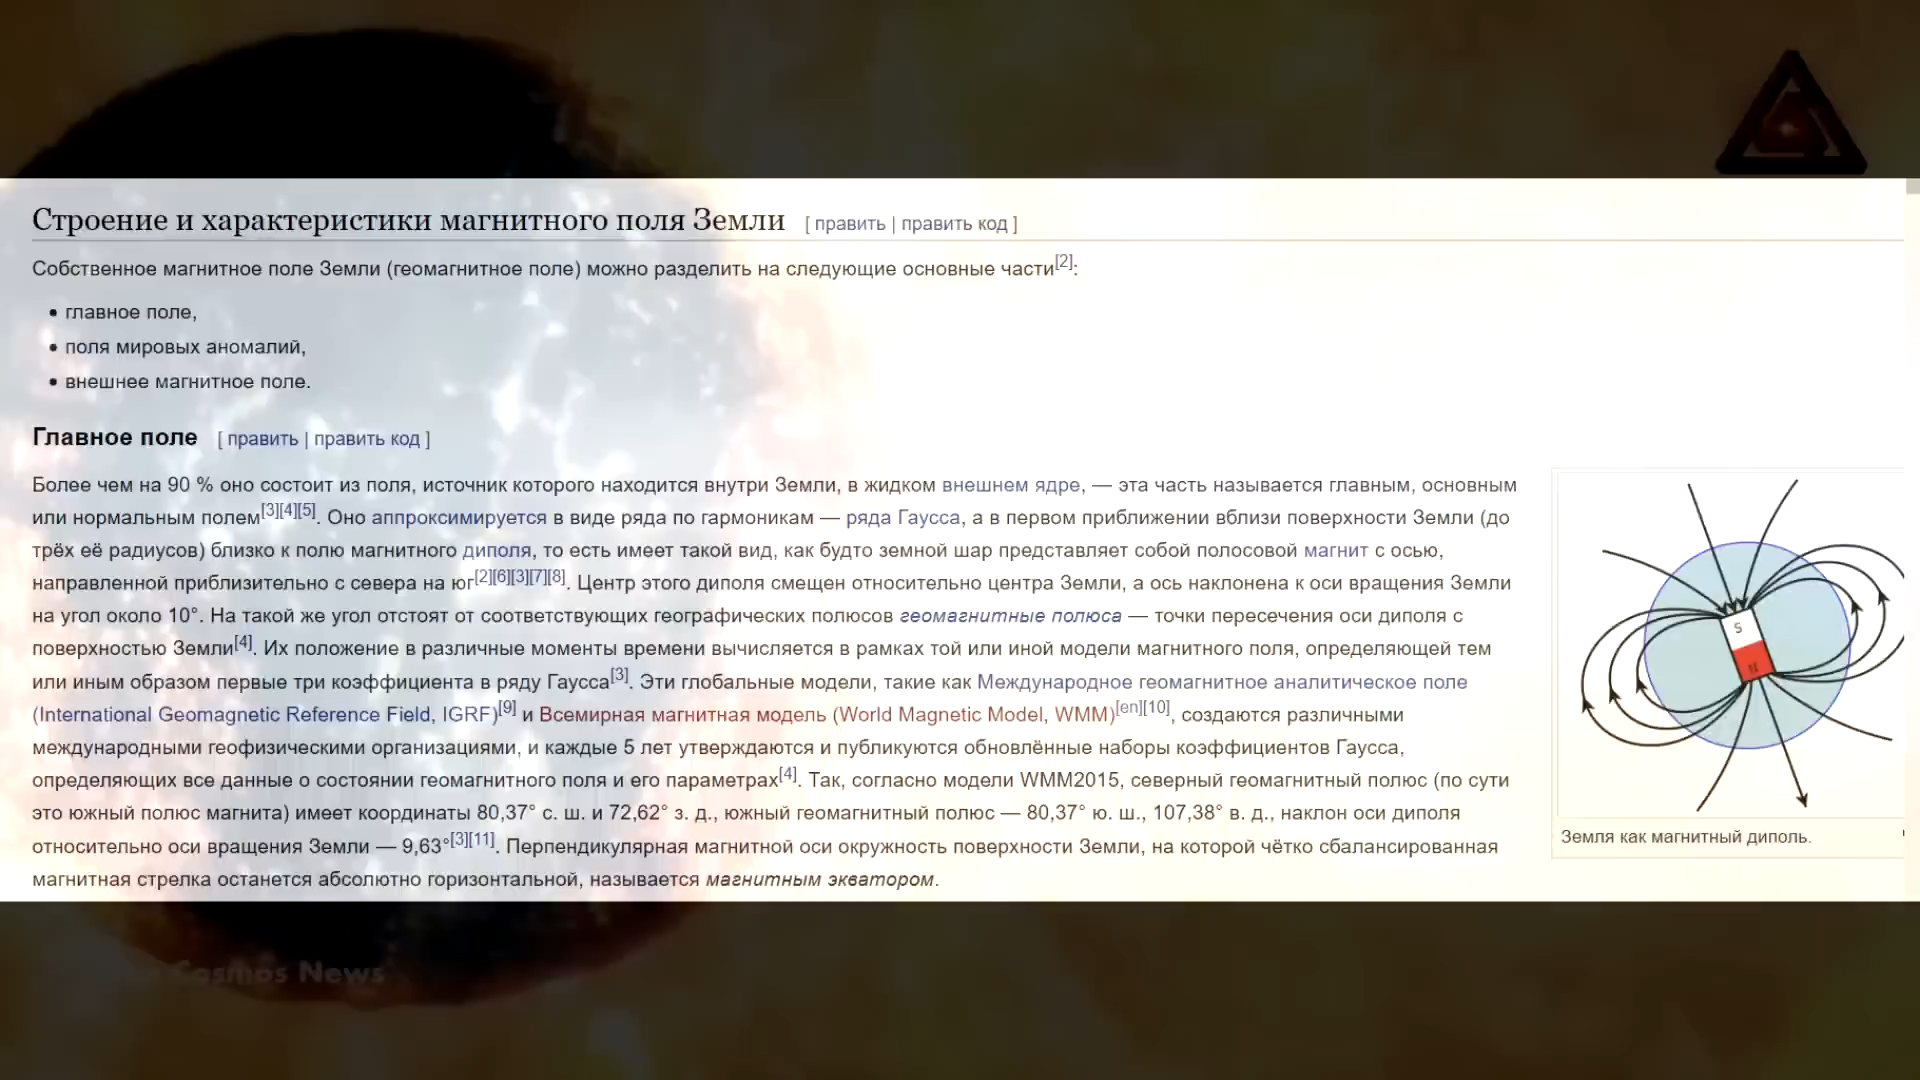 Строение и характеристики магнитного поля Земли [ править | править код ]
Собственное магнитное поле Земли (геомагнитное поле) можно разделить на следующие основные части[2]:
• главное поле,
• поля мировых аномалий,
• внешнее магнитное поле.
Главное поле [ править | править код ]
Более чем на 90 % оно состоит из поля, источник которого находится внутри Земли, в жидком внешнем ядре, — эта часть называется главным, основным
или нормальным полем[3][4][5]. Оно аппроксимируется в виде ряда по гармоникам — ряда Гаусса, а в первом приближении вблизи поверхности Земли (до
трёх её радиусов) близко к полю магнитного диполя, то есть имеет такой вид, как будто земной шар представляет собой полосовой магнит с осью,
направленной приблизительно с севера на юг[2][6][3][7][8]. Центр этого диполя смещен относительно центра Земли, а ось наклонена к оси вращения Земли
на угол около 10°. На такой же угол отстоят от соответствующих географических полюсов геомагнитные полюса — точки пересечения оси диполя с
поверхностью Земли[4]. Их положение в различные моменты времени вычисляется в рамках той или иной модели магнитного поля, определяющей тем
или иным образом первые три коэффициента в ряду Гаусса[3]. Эти глобальные модели, такие как Международное геомагнитное аналитическое поле
(International Geomagnetic Reference Field, IGRF)[9] и Всемирная магнитная модель (World Magnetic Model, WMM)[en][10], создаются различными
международными геофизическими организациями, и каждые 5 лет утверждаются и публикуются обновлённые наборы коэффициентов Гаусса,
определяющих все данные о состоянии геомагнитного поля и его параметрах[4]. Так, согласно модели WMM2015, северный геомагнитный полюс (по сути
это южный полюс магнита) имеет координаты 80,37° с. ш. и 72,62° з. д., южный геомагнитный полюс — 80,37° ю. ш., 107,38° в. д., наклон оси диполя
относительно оси вращения Земли — 9,63°[3][11]. Перпендикулярная магнитной оси окружность поверхности Земли, на которой чётко сбалансированная
магнитная стрелка останется абсолютно горизонтальной, называется магнитным экватором.
S
N
Земля как магнитный диполь.
Cosmos News